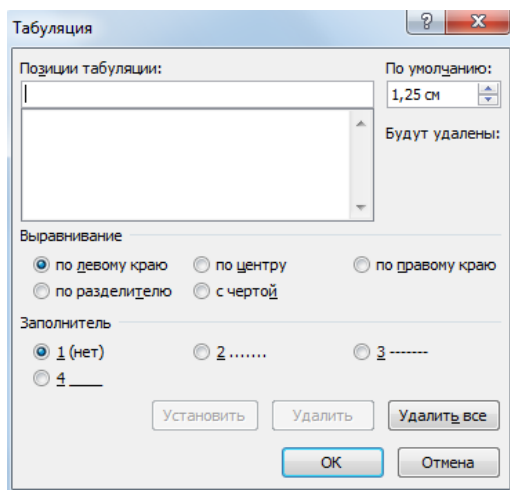 Табуляция
Позиции табуляции: По умолчанию:
1,25 см
Будут удалены:
Выравнивание
по левому краю по центру по правому краю
по разделителю с чертой
Заполнитель
1 (нет) 2 ....... 3 -------
4 ____
Установить Удалить Удалить все
ОК Отмена